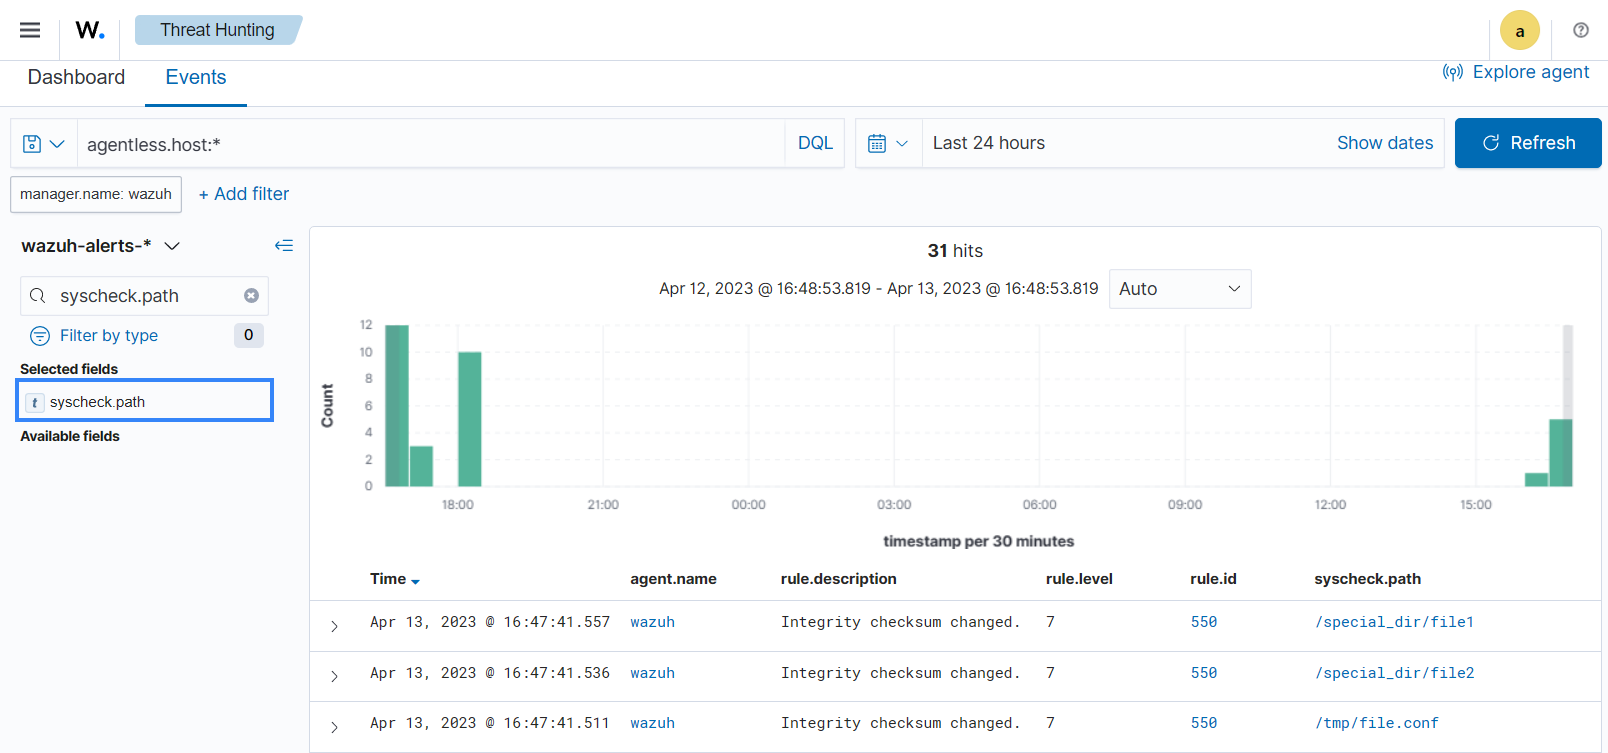 W. Threat Hunting a
Dashboard Events Explore agent
agentless.host:* DQL Last 24 hours Show dates Refresh
manager.name: wazuh + Add filter
wazuh-alerts-*
31 hits
syscheck.path
Apr 12, 2023 @ 16:48:53.819 - Apr 13, 2023 @ 16:48:53.819 Auto
Filter by type 0
Selected fields
t syscheck.path
Available fields
Count
12
10
8
6
4
2
0
18:00 21:00 00:00 03:00 06:00 09:00 12:00 15:00
timestamp per 30 minutes
Time agent.name rule.description rule.level rule.id syscheck.path
Apr 13, 2023 @ 16:47:41.557 wazuh Integrity checksum changed. 7 550 /special_dir/file1
Apr 13, 2023 @ 16:47:41.536 wazuh Integrity checksum changed. 7 550 /special_dir/file2
Apr 13, 2023 @ 16:47:41.511 wazuh Integrity checksum changed. 7 550 /tmp/file.conf